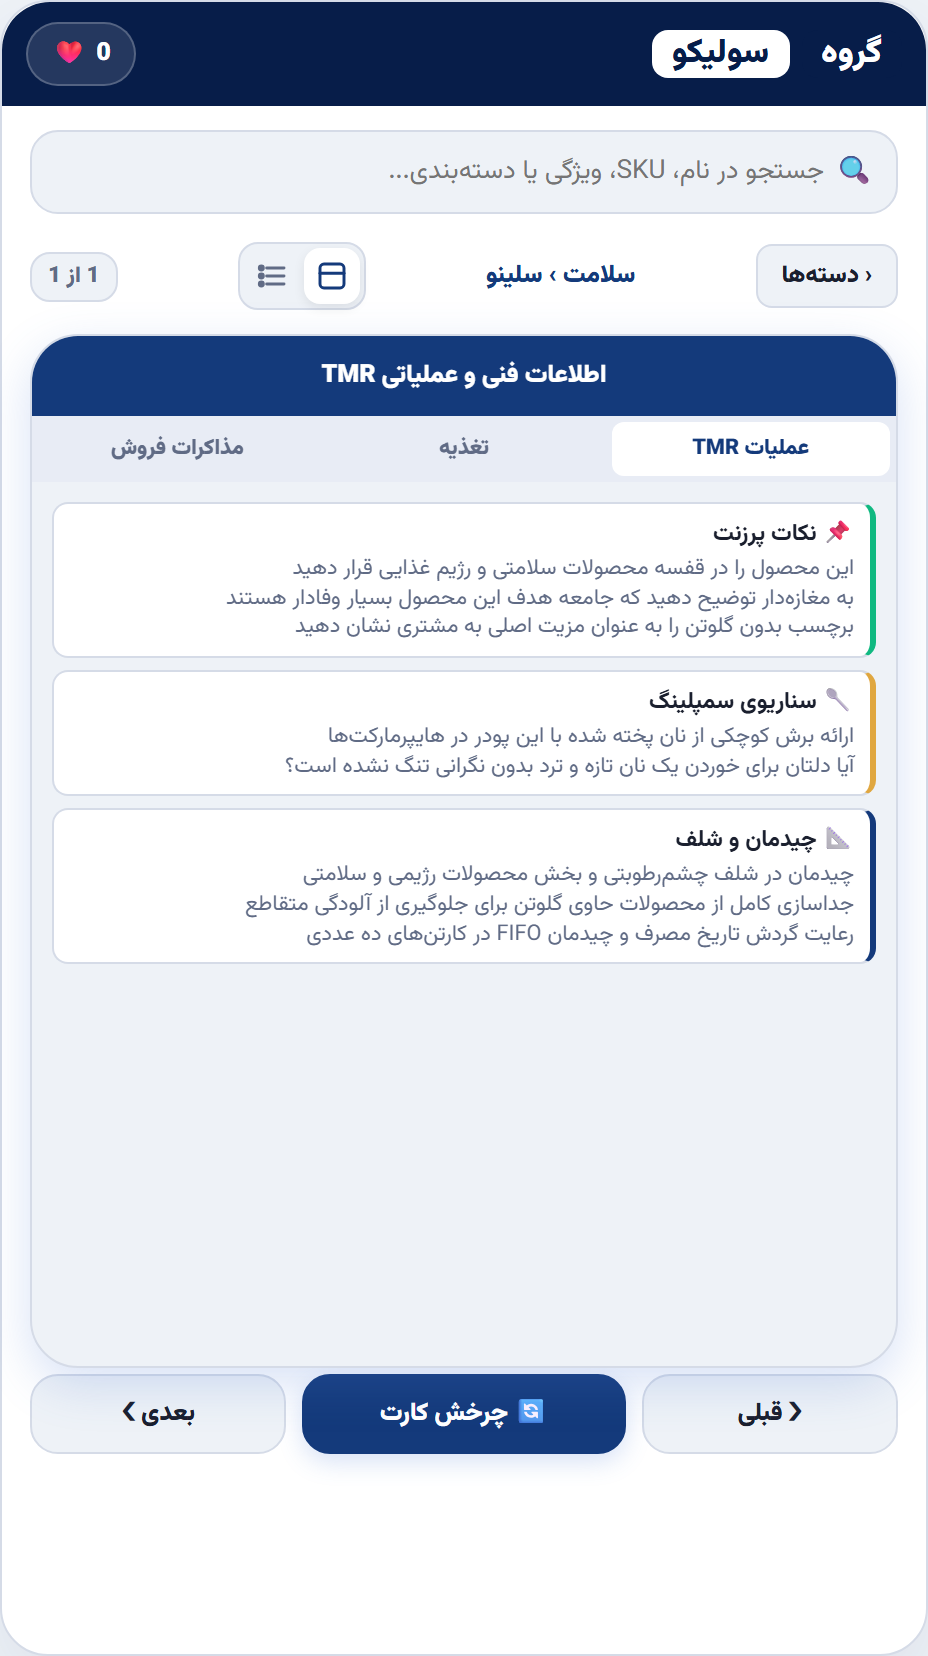 گروه سولیکو
0
جستجو در نام، SKU، ویژگی یا دسته‌بندی...
‹ دسته‌ها
سلامت › سلینو
1 از 1
اطلاعات فنی و عملیاتی TMR
عملیات TMR
تغذیه
مذاکرات فروش
نکات پرزنت
این محصول را در قفسه محصولات سلامتی و رژیم غذایی قرار دهید
به مغازه‌دار توضیح دهید که جامعه هدف این محصول بسیار وفادار هستند
برچسب بدون گلوتن را به عنوان مزیت اصلی به مشتری نشان دهید
سناریوی سمپلینگ
ارائه برش کوچکی از نان پخته شده با این پودر در هایپرمارکت‌ها
آیا دلتان برای خوردن یک نان تازه و ترد بدون نگرانی تنگ نشده است؟
چیدمان و شلف
چیدمان در شلف چشم‌رطوبتی و بخش محصولات رژیمی و سلامتی
جداسازی کامل از محصولات حاوی گلوتن برای جلوگیری از آلودگی متقاطع
رعایت گردش تاریخ مصرف و چیدمان FIFO در کارتن‌های ده عددی
❮ قبلی
چرخش کارت
بعدی ❯